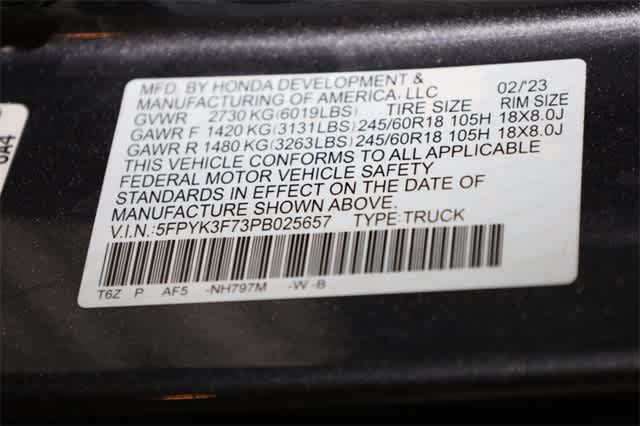 MFD. BY HONDA DEVELOPMENT &
MANUFACTURING OF AMERICA, LLC 02/'23
GVWR 2730 KG(6019LBS) TIRE SIZE RIM SIZE
GAWR F 1420 KG(3131LBS) 245/60R18 105H 18X8.0J
GAWR R 1480 KG(3263LBS) 245/60R18 105H 18X8.0J
THIS VEHICLE CONFORMS TO ALL APPLICABLE
FEDERAL MOTOR VEHICLE SAFETY
STANDARDS IN EFFECT ON THE DATE OF
MANUFACTURE SHOWN ABOVE.
V.I.N.:5FPYK3F73PB025657 TYPE:TRUCK
T6Z P AF5 -NH797M -W -B